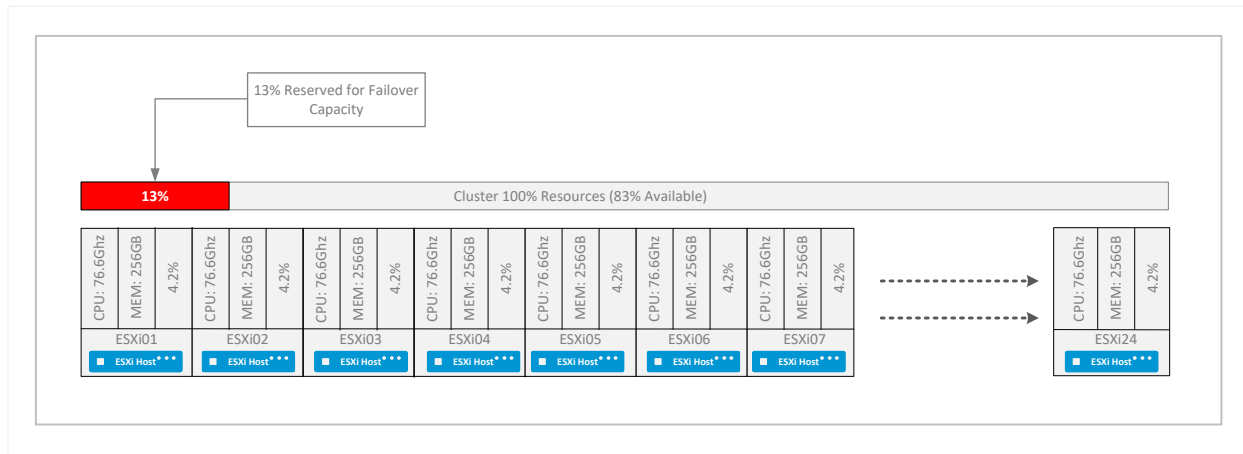 13% Reserved for Failover
Capacity
13%
Cluster 100% Resources (83% Available)
CPU: 76.6Ghz
MEM: 256GB
4.2%
CPU: 76.6Ghz
MEM: 256GB
4.2%
CPU: 76.6Ghz
MEM: 256GB
4.2%
CPU: 76.6Ghz
MEM: 256GB
4.2%
CPU: 76.6Ghz
MEM: 256GB
4.2%
CPU: 76.6Ghz
MEM: 256GB
4.2%
CPU: 76.6Ghz
MEM: 256GB
4.2%
CPU: 76.6Ghz
MEM: 256GB
4.2%
ESXi01
ESXi02
ESXi03
ESXi04
ESXi05
ESXi06
ESXi07
ESXi24
ESXi Host
ESXi Host
ESXi Host
ESXi Host
ESXi Host
ESXi Host
ESXi Host
ESXi Host